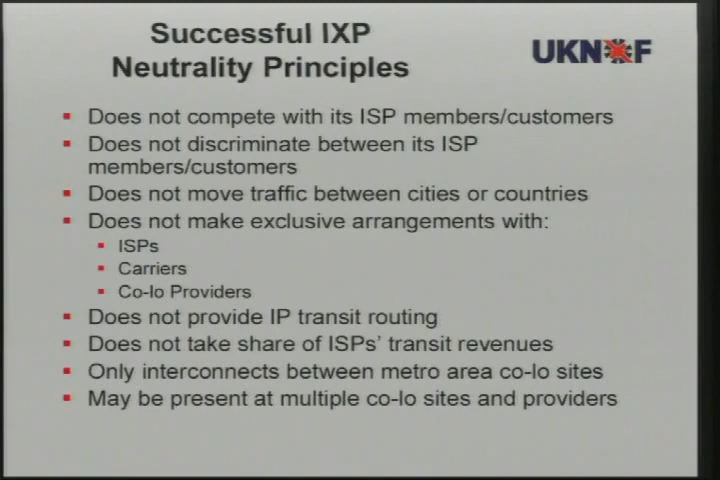 Successful IXP
Neutrality Principles
UKNOF
Does not compete with its ISP members/customers
Does not discriminate between its ISP
members/customers
Does not move traffic between cities or countries
Does not make exclusive arrangements with:
ISPs
Carriers
Co-lo Providers
Does not provide IP transit routing
Does not take share of ISPs' transit revenues
Only interconnects between metro area co-lo sites
May be present at multiple co-lo sites and providers